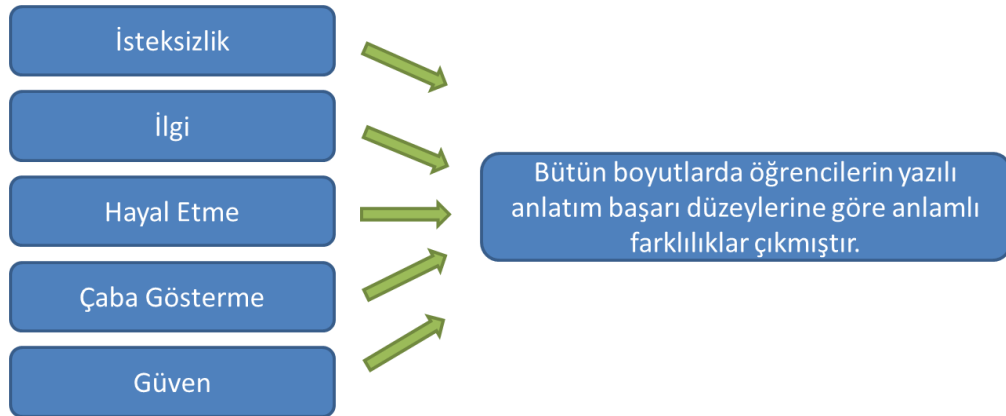 İsteksizlik
İlgi
Hayal Etme
Çaba Gösterme
Güven
Bütün boyutlarda öğrencilerin yazılı
anlatım başarı düzeylerine göre anlamlı
farklılıklar çıkmıştır.